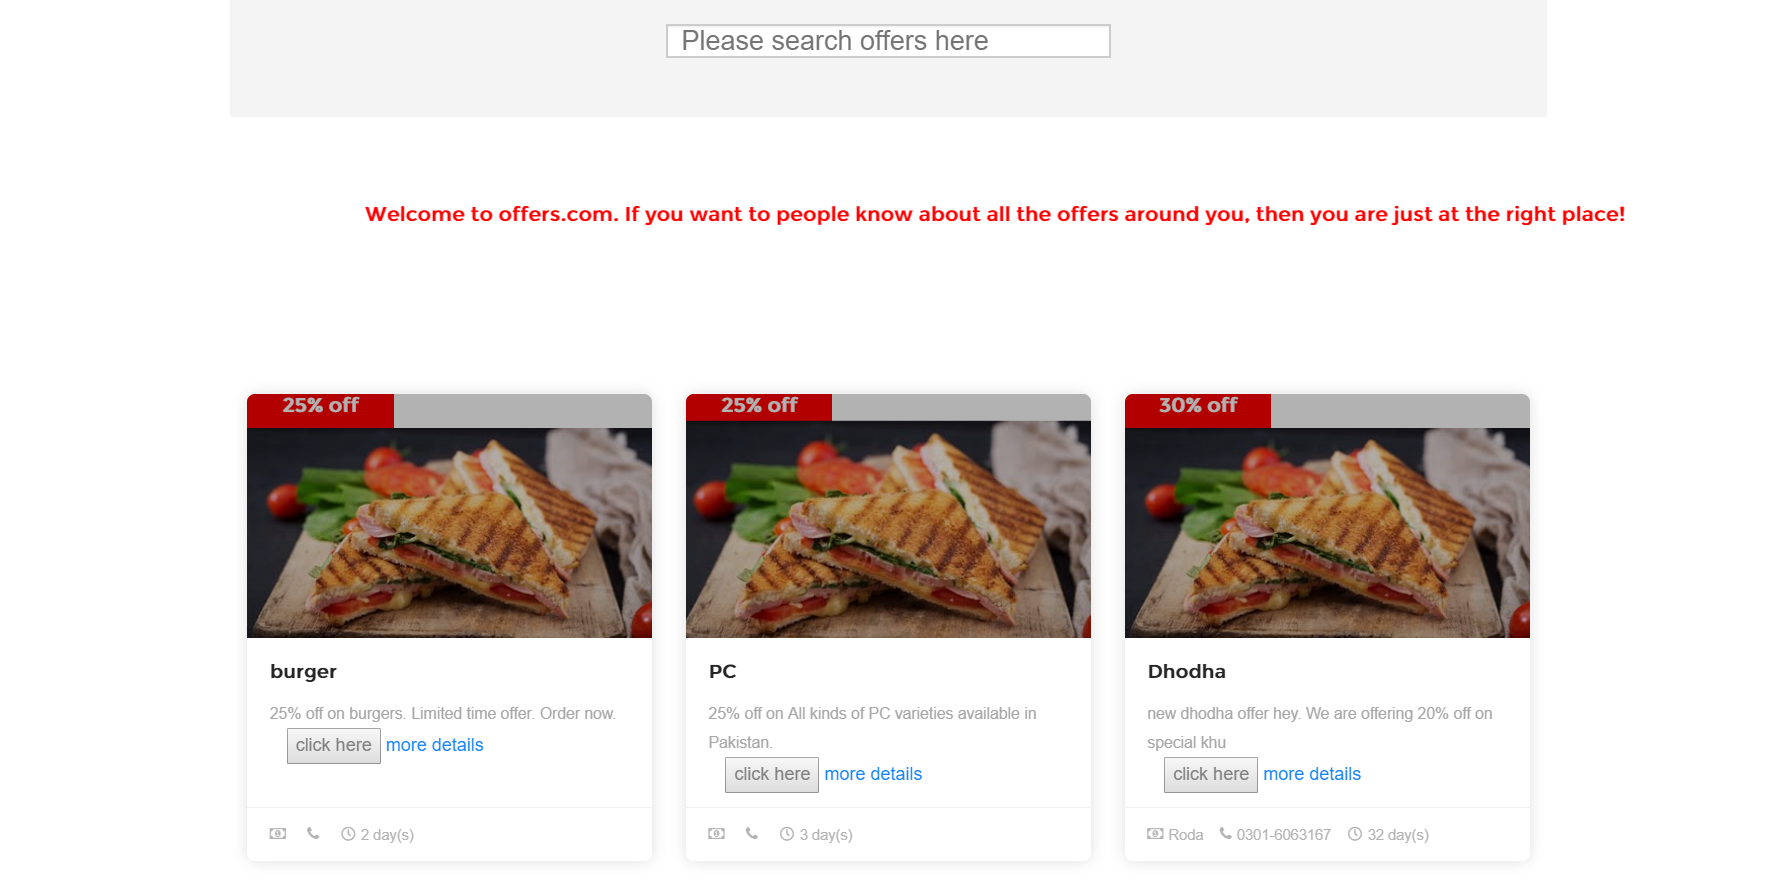 Please search offers here
Welcome to offers.com. If you want to people know about all the offers around you, then you are just at the right place!
25% off
burger
25% off on burgers. Limited time offer. Order now.
click here more details
2 day(s)
25% off
PC
25% off on All kinds of PC varieties available in
Pakistan.
click here more details
3 day(s)
30% off
Dhodha
new dhodha offer hey. We are offering 20% off on
special khu
click here more details
Roda 0301-6063167 32 day(s)